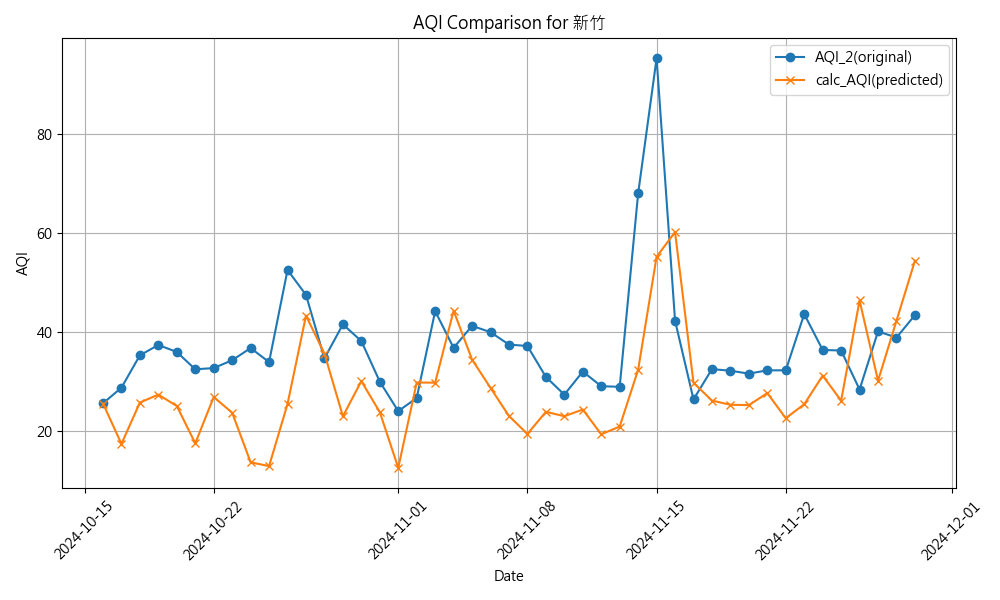 AQI Comparison for 新竹
AQI_2(original)
calc_AQI(predicted)
AQI
80
60
40
20
2024-10-15
2024-10-22
2024-11-01
2024-11-08
2024-11-15
2024-11-22
2024-12-01
Date